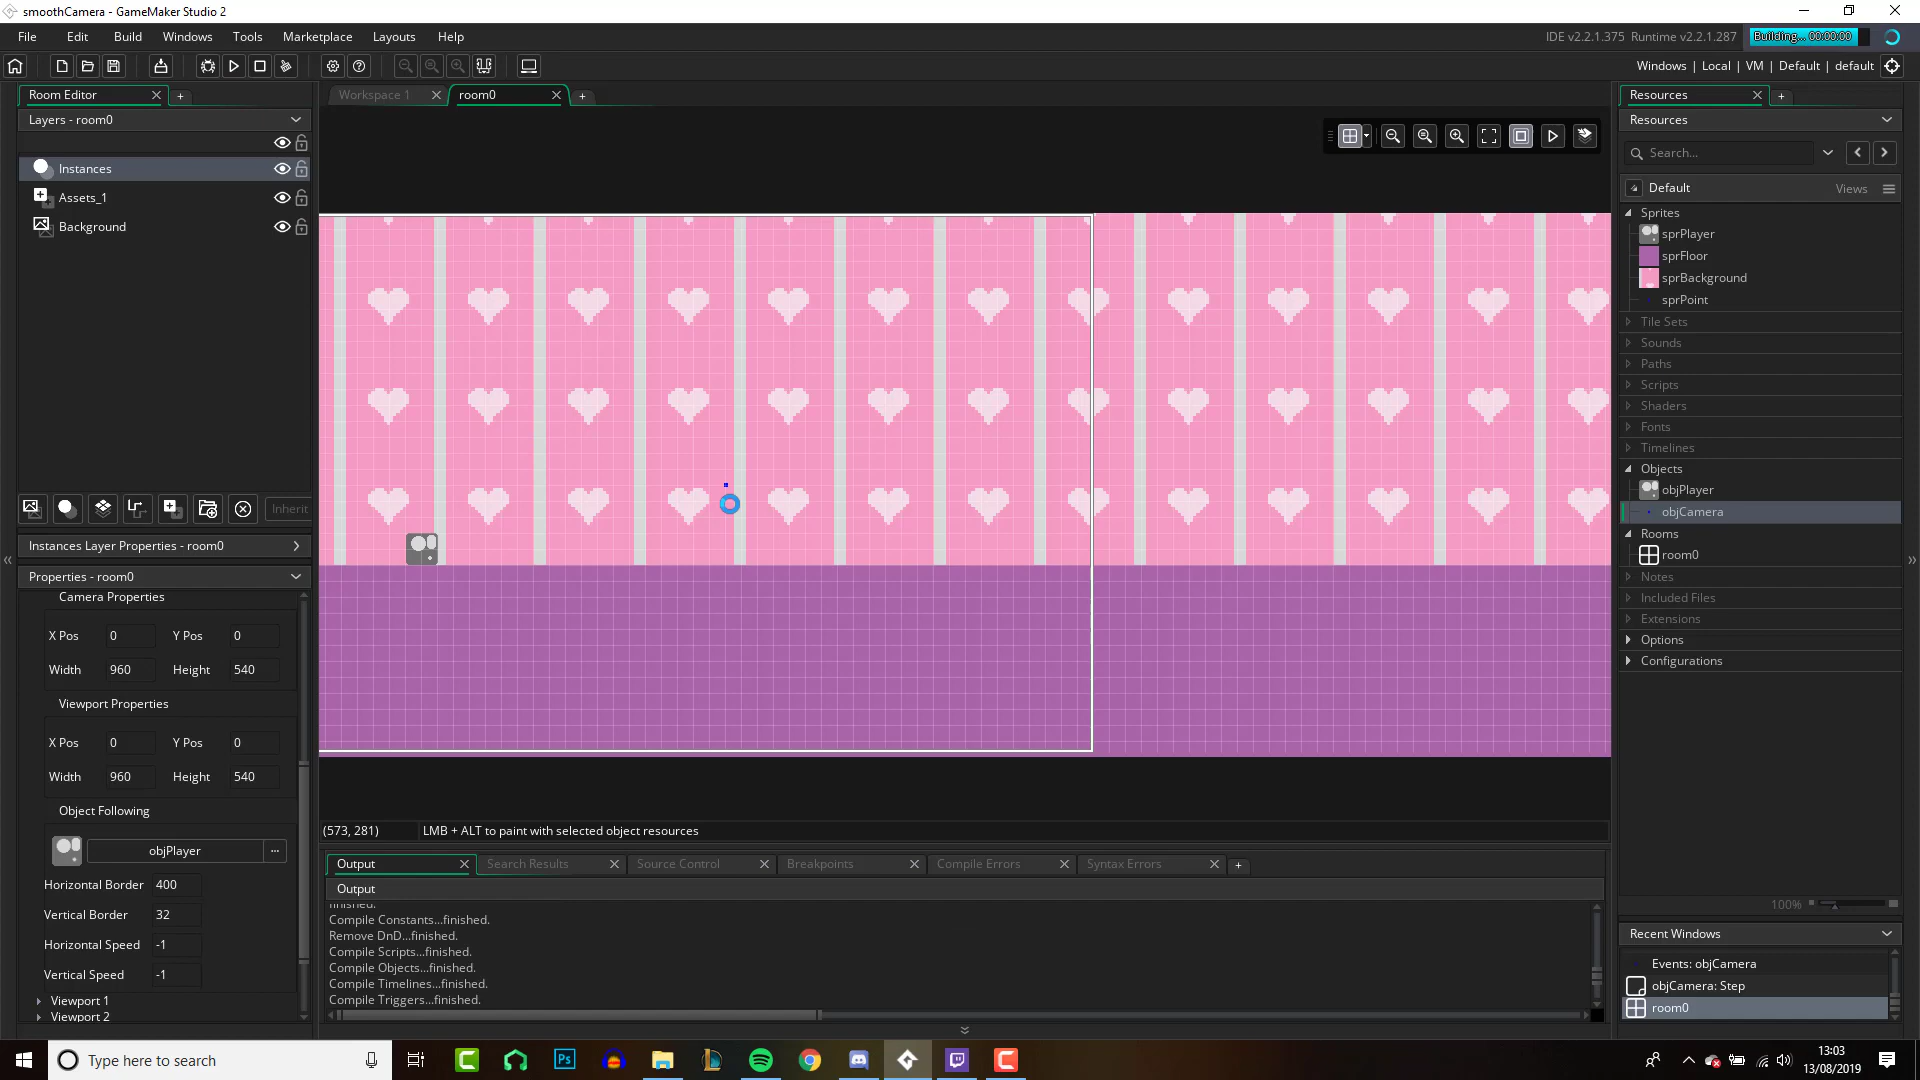 smoothCamera - GameMaker Studio 2
File Edit Build Windows Tools Marketplace Layouts Help
IDE v2.2.1.375 Runtime v2.2.1.287
Building... 00:00:00
Windows | Local | VM | Default | default
Room Editor
Layers - room0
Instances
Assets_1
Background
Inherit
Instances Layer Properties - room0
Properties - room0
Camera Properties
X Pos 0 Y Pos 0
Width 960 Height 540
Viewport Properties
X Pos 0 Y Pos 0
Width 960 Height 540
Object Following
objPlayer ...
Horizontal Border 400
Vertical Border 32
Horizontal Speed -1
Vertical Speed -1
Viewport 1
Viewport 2
Workspace 1
room0
(573, 281) LMB + ALT to paint with selected object resources
Output Search Results Source Control Breakpoints Compile Errors Syntax Errors
Output
finished.
Compile Constants...finished.
Remove DnD...finished.
Compile Scripts...finished.
Compile Objects...finished.
Compile Timelines...finished.
Compile Triggers...finished.
Resources
Resources
Search...
Default Views
Sprites
sprPlayer
sprFloor
sprBackground
sprPoint
Tile Sets
Sounds
Paths
Scripts
Shaders
Fonts
Timelines
Objects
objPlayer
objCamera
Rooms
room0
Notes
Included Files
Extensions
Options
Configurations
100%
Recent Windows
Events: objCamera
objCamera: Step
room0
Type here to search
Ps
13:03
13/08/2019